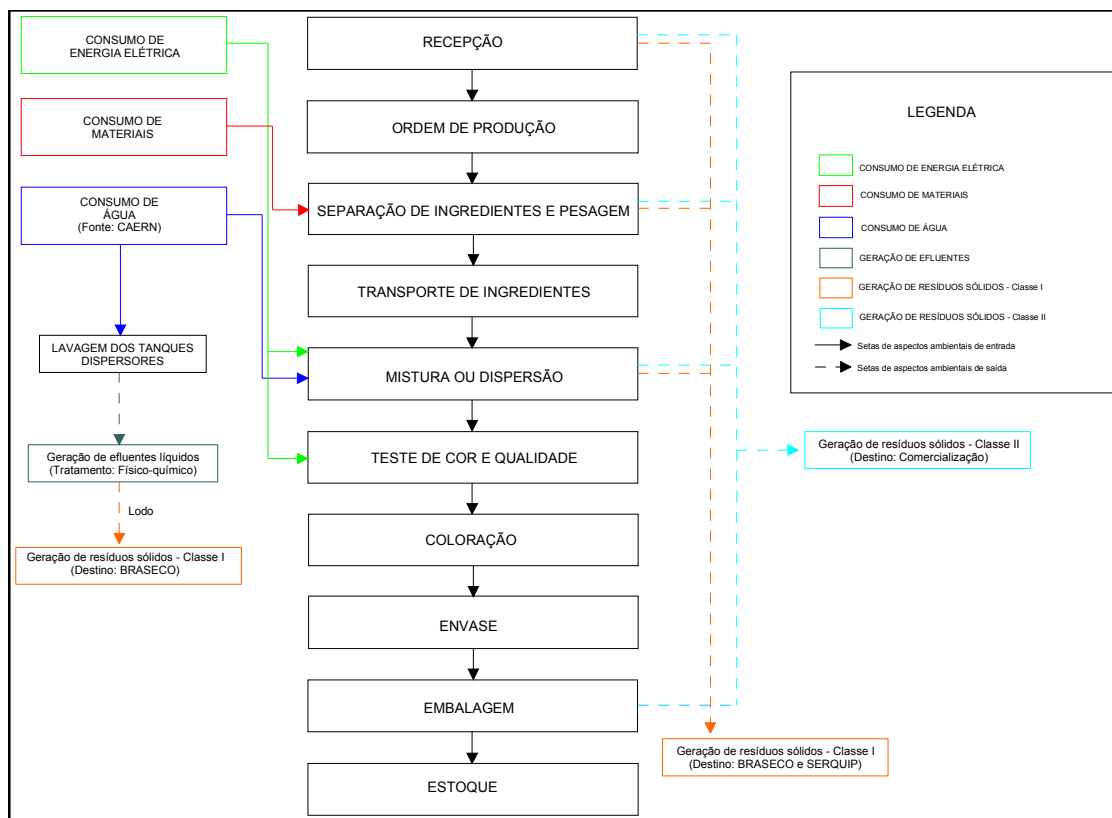 CONSUMO DE
ENERGIA ELÉTRICA
CONSUMO DE
MATERIAIS
CONSUMO DE
ÁGUA
(Fonte: CAERN)
LAVAGEM DOS TANQUES
DISPERSORES
Geração de efluentes líquidos
(Tratamento: Físico-químico)
Lodo
Geração de resíduos sólidos - Classe I
(Destino: BRASECO)
RECEPÇÃO
ORDEM DE PRODUÇÃO
SEPARAÇÃO DE INGREDIENTES E PESAGEM
TRANSPORTE DE INGREDIENTES
MISTURA OU DISPERSÃO
TESTE DE COR E QUALIDADE
COLORAÇÃO
ENVASE
EMBALAGEM
ESTOQUE
LEGENDA
CONSUMO DE ENERGIA ELÉTRICA
CONSUMO DE MATERIAIS
CONSUMO DE ÁGUA
GERAÇÃO DE EFLUENTES
GERAÇÃO DE RESÍDUOS SÓLIDOS - Classe I
GERAÇÃO DE RESÍDUOS SÓLIDOS - Classe II
Setas de aspectos ambientais de entrada
Setas de aspectos ambientais de saída
Geração de resíduos sólidos - Classe II
(Destino: Comercialização)
Geração de resíduos sólidos - Classe I
(Destino: BRASECO e SERQUIP)